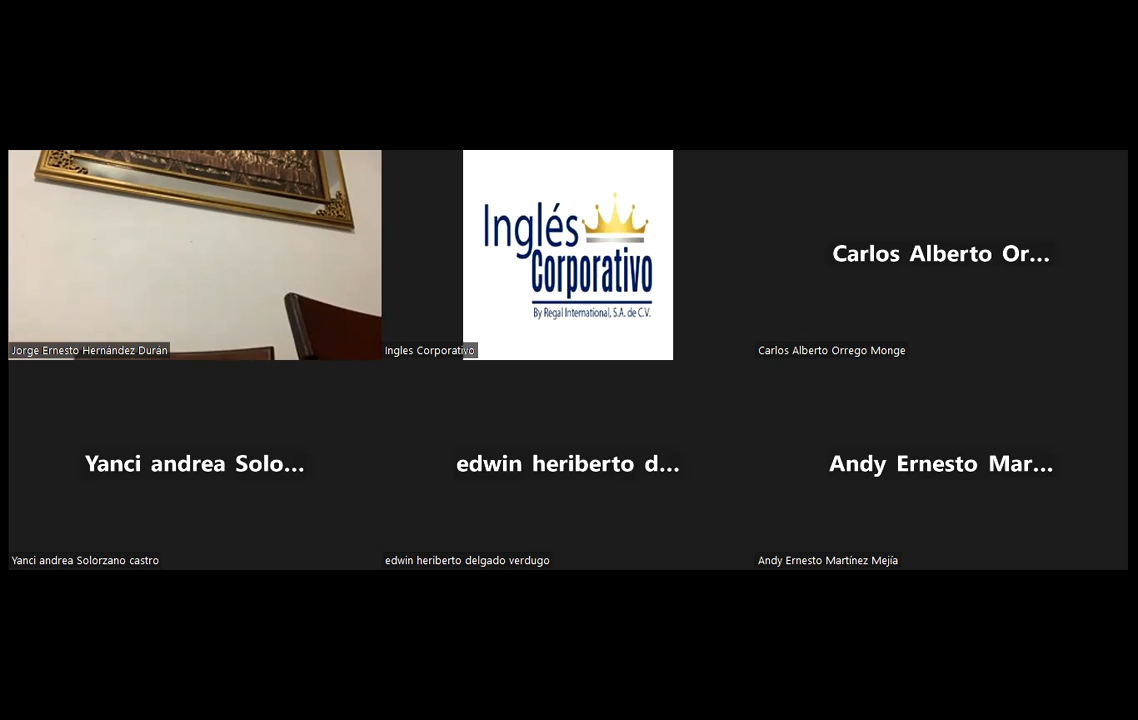 Inglés
Corporativo
By Regal International, S.A. de C.V.
Carlos Alberto Or...
Jorge Ernesto Hernández Durán
Ingles Corporativo
Carlos Alberto Orrego Monge
Yanci andrea Solo...
edwin heriberto d...
Andy Ernesto Mar...
Yanci andrea Solorzano castro
edwin heriberto delgado verdugo
Andy Ernesto Martínez Mejía